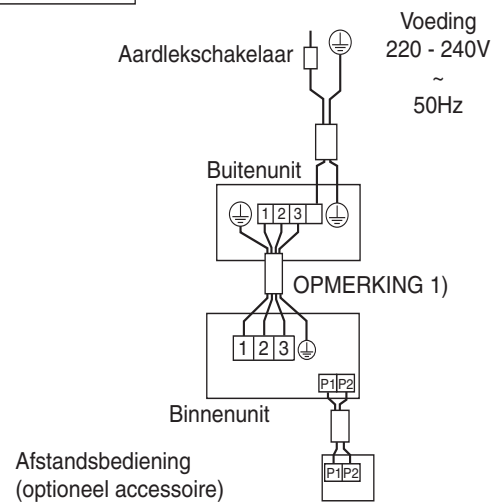 Voeding
220 - 240V
~
50Hz
Aardlekschakelaar
Buitenunit
1 2 3
OPMERKING 1)
1 2 3
P1 P2
Binnenunit
Afstandsbediening
(optioneel accessoire)
P1 P2